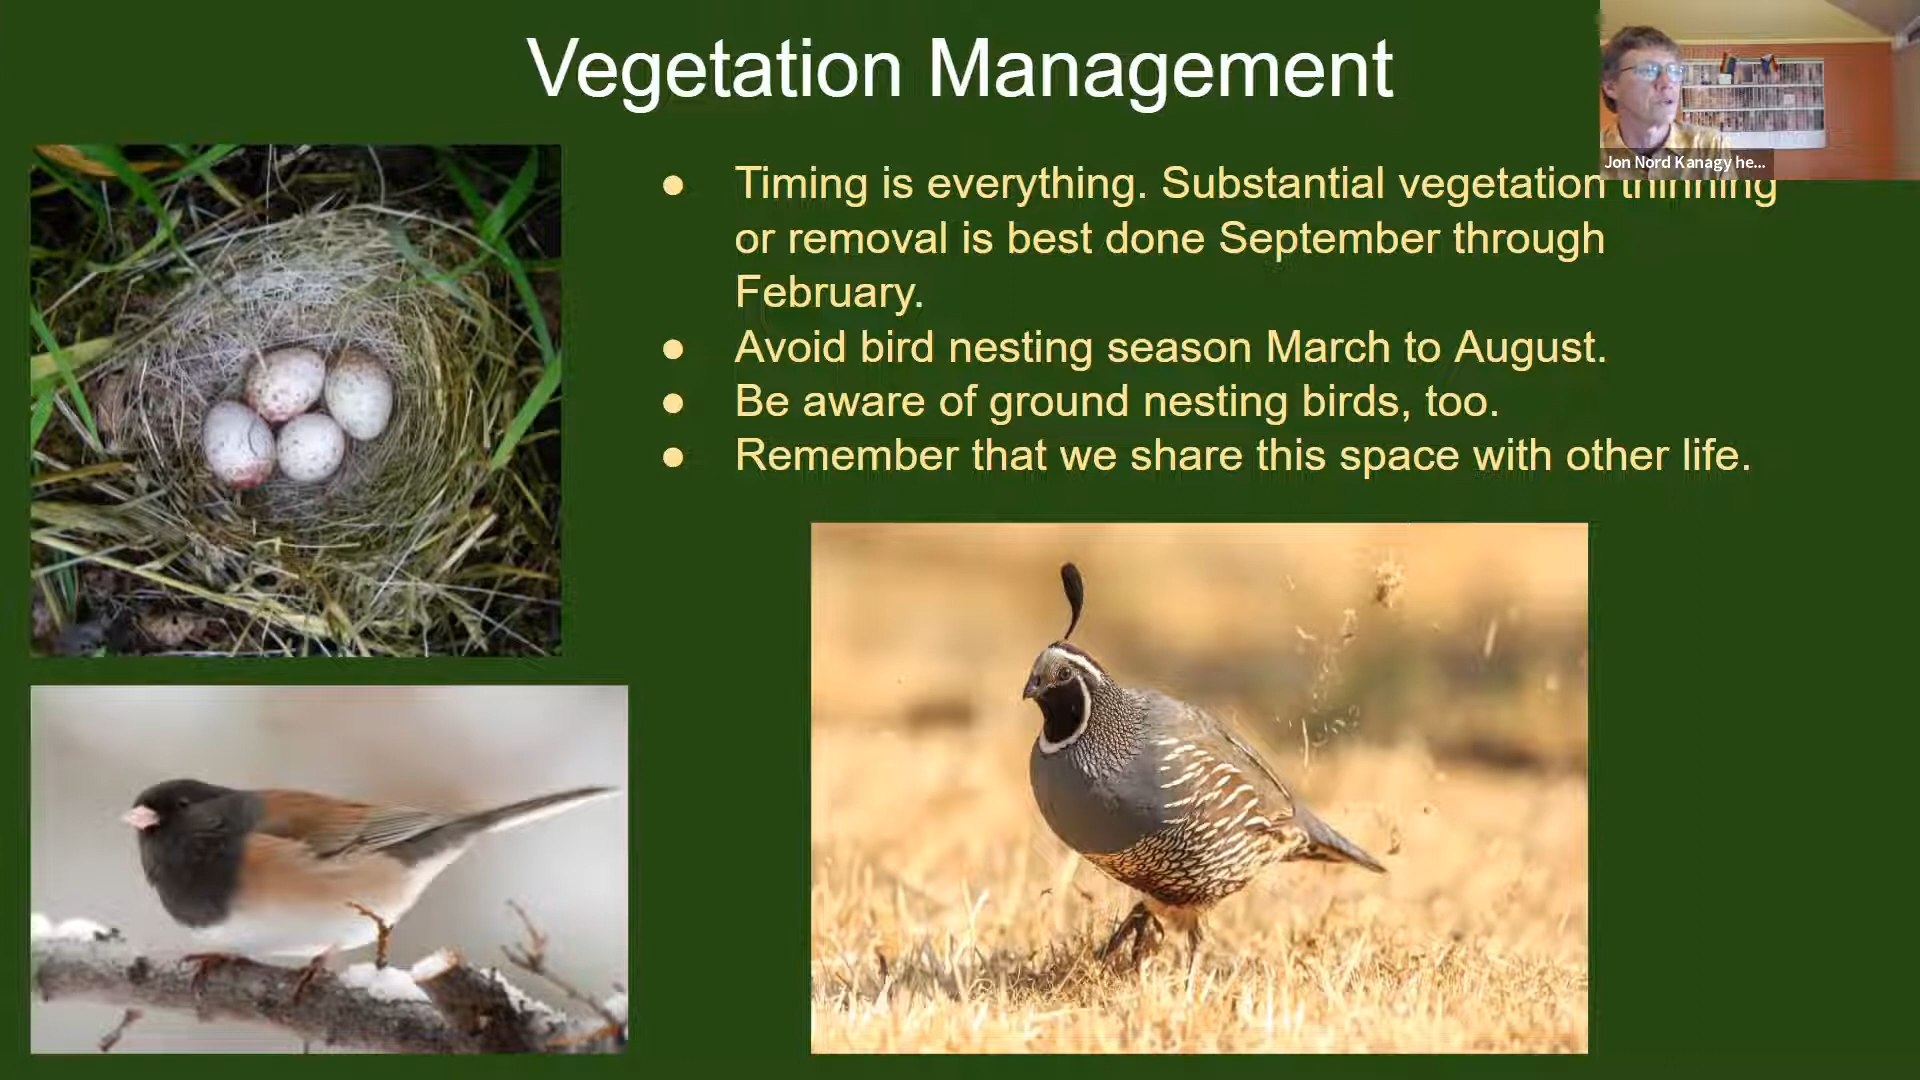 Vegetation Management
Jon Nord Kanagy he...
● Timing is everything. Substantial vegetation thinning
or removal is best done September through
February.
● Avoid bird nesting season March to August.
● Be aware of ground nesting birds, too.
● Remember that we share this space with other life.